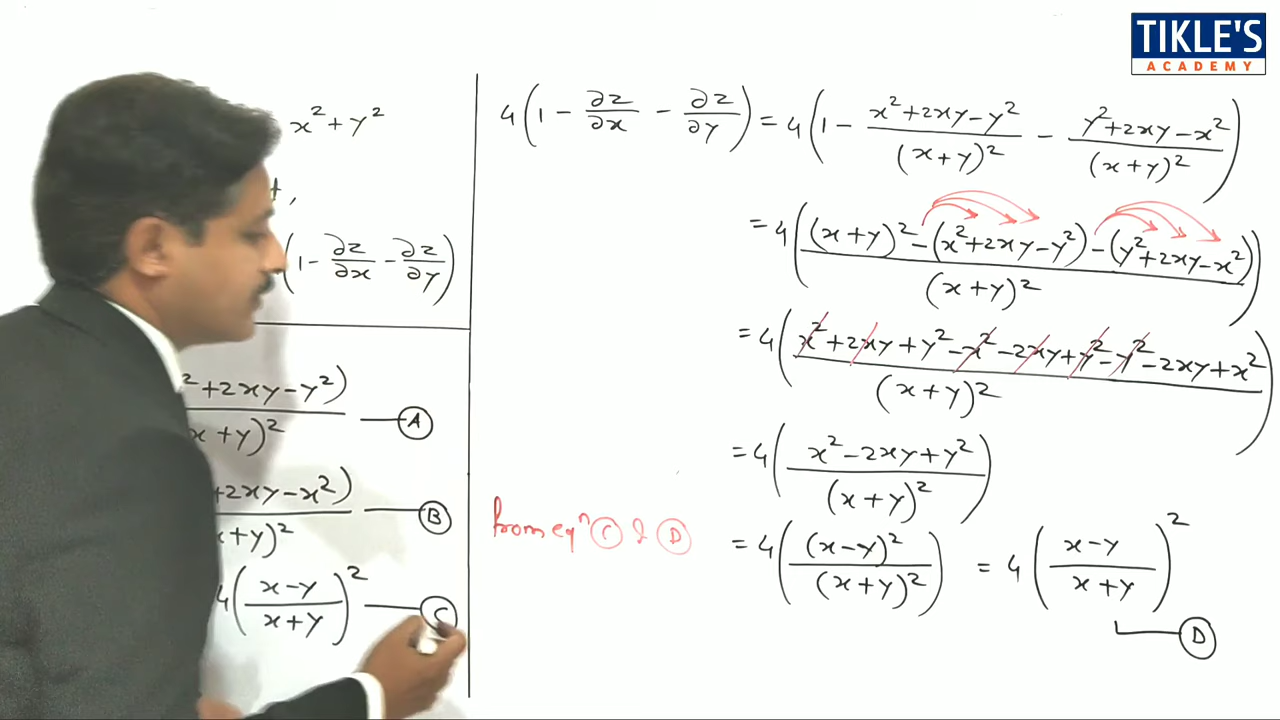 TIKLE'S
ACADEMY
x² + y²
(1 - ∂z/∂x - ∂z/∂y)
² + 2xy - y²) / x + y)² — A
+ 2xy - x²) / + y)² — B
4((x - y)/(x + y))² — C
4(1 - ∂z/∂x - ∂z/∂y) = 4(1 - (x² + 2xy - y²)/(x + y)² - (y² + 2xy - x²)/(x + y)²)
= 4(((x + y)² - (x² + 2xy - y²) - (y² + 2xy - x²))/(x + y)²)
= 4((x² + 2xy + y² - x² - 2xy + y² - y² - 2xy + x²)/(x + y)²)
= 4((x² - 2xy + y²)/(x + y)²)
from eqⁿ C & D
= 4((x - y)²/(x + y)²) = 4((x - y)/(x + y))²
D